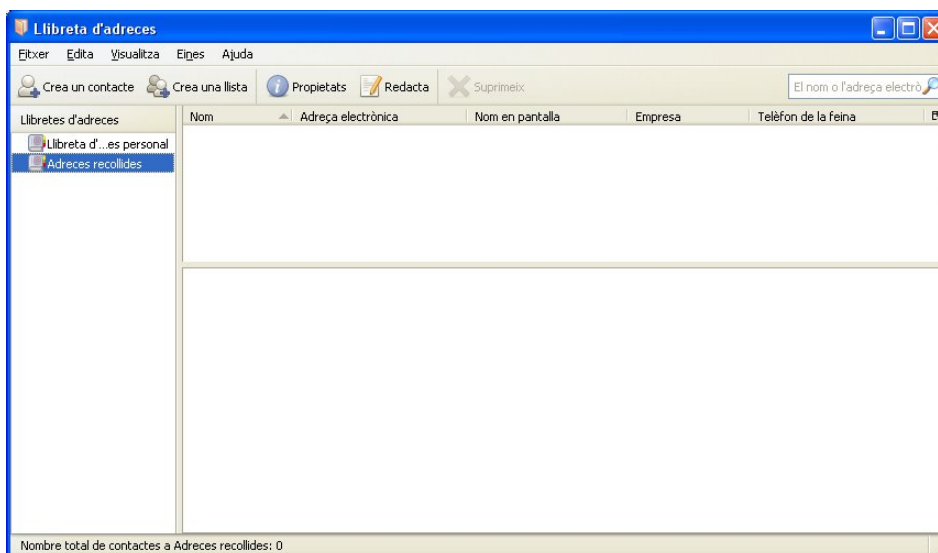 Llibreta d'adreces
Fitxer Edita Visualitza Eines Ajuda
Crea un contacte Crea una llista Propietats Redacta Suprimeix El nom o l'adreça electrò
Llibretes d'adreces Nom Adreça electrònica Nom en pantalla Empresa Telèfon de la feina
Llibreta d'...es personal
Adreces recollides
Nombre total de contactes a Adreces recollides: 0